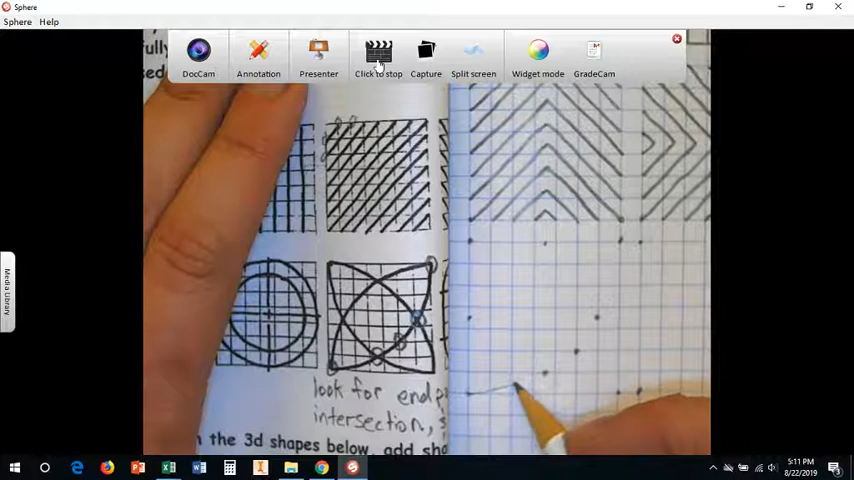 Sphere
Sphere Help
DocCam
Annotation
Presenter
Click to stop
Capture
Split screen
Widget mode
GradeCam
Media Library
look for end
intersection, s
the 3d shapes below, add sha
5:11 PM
8/22/2019